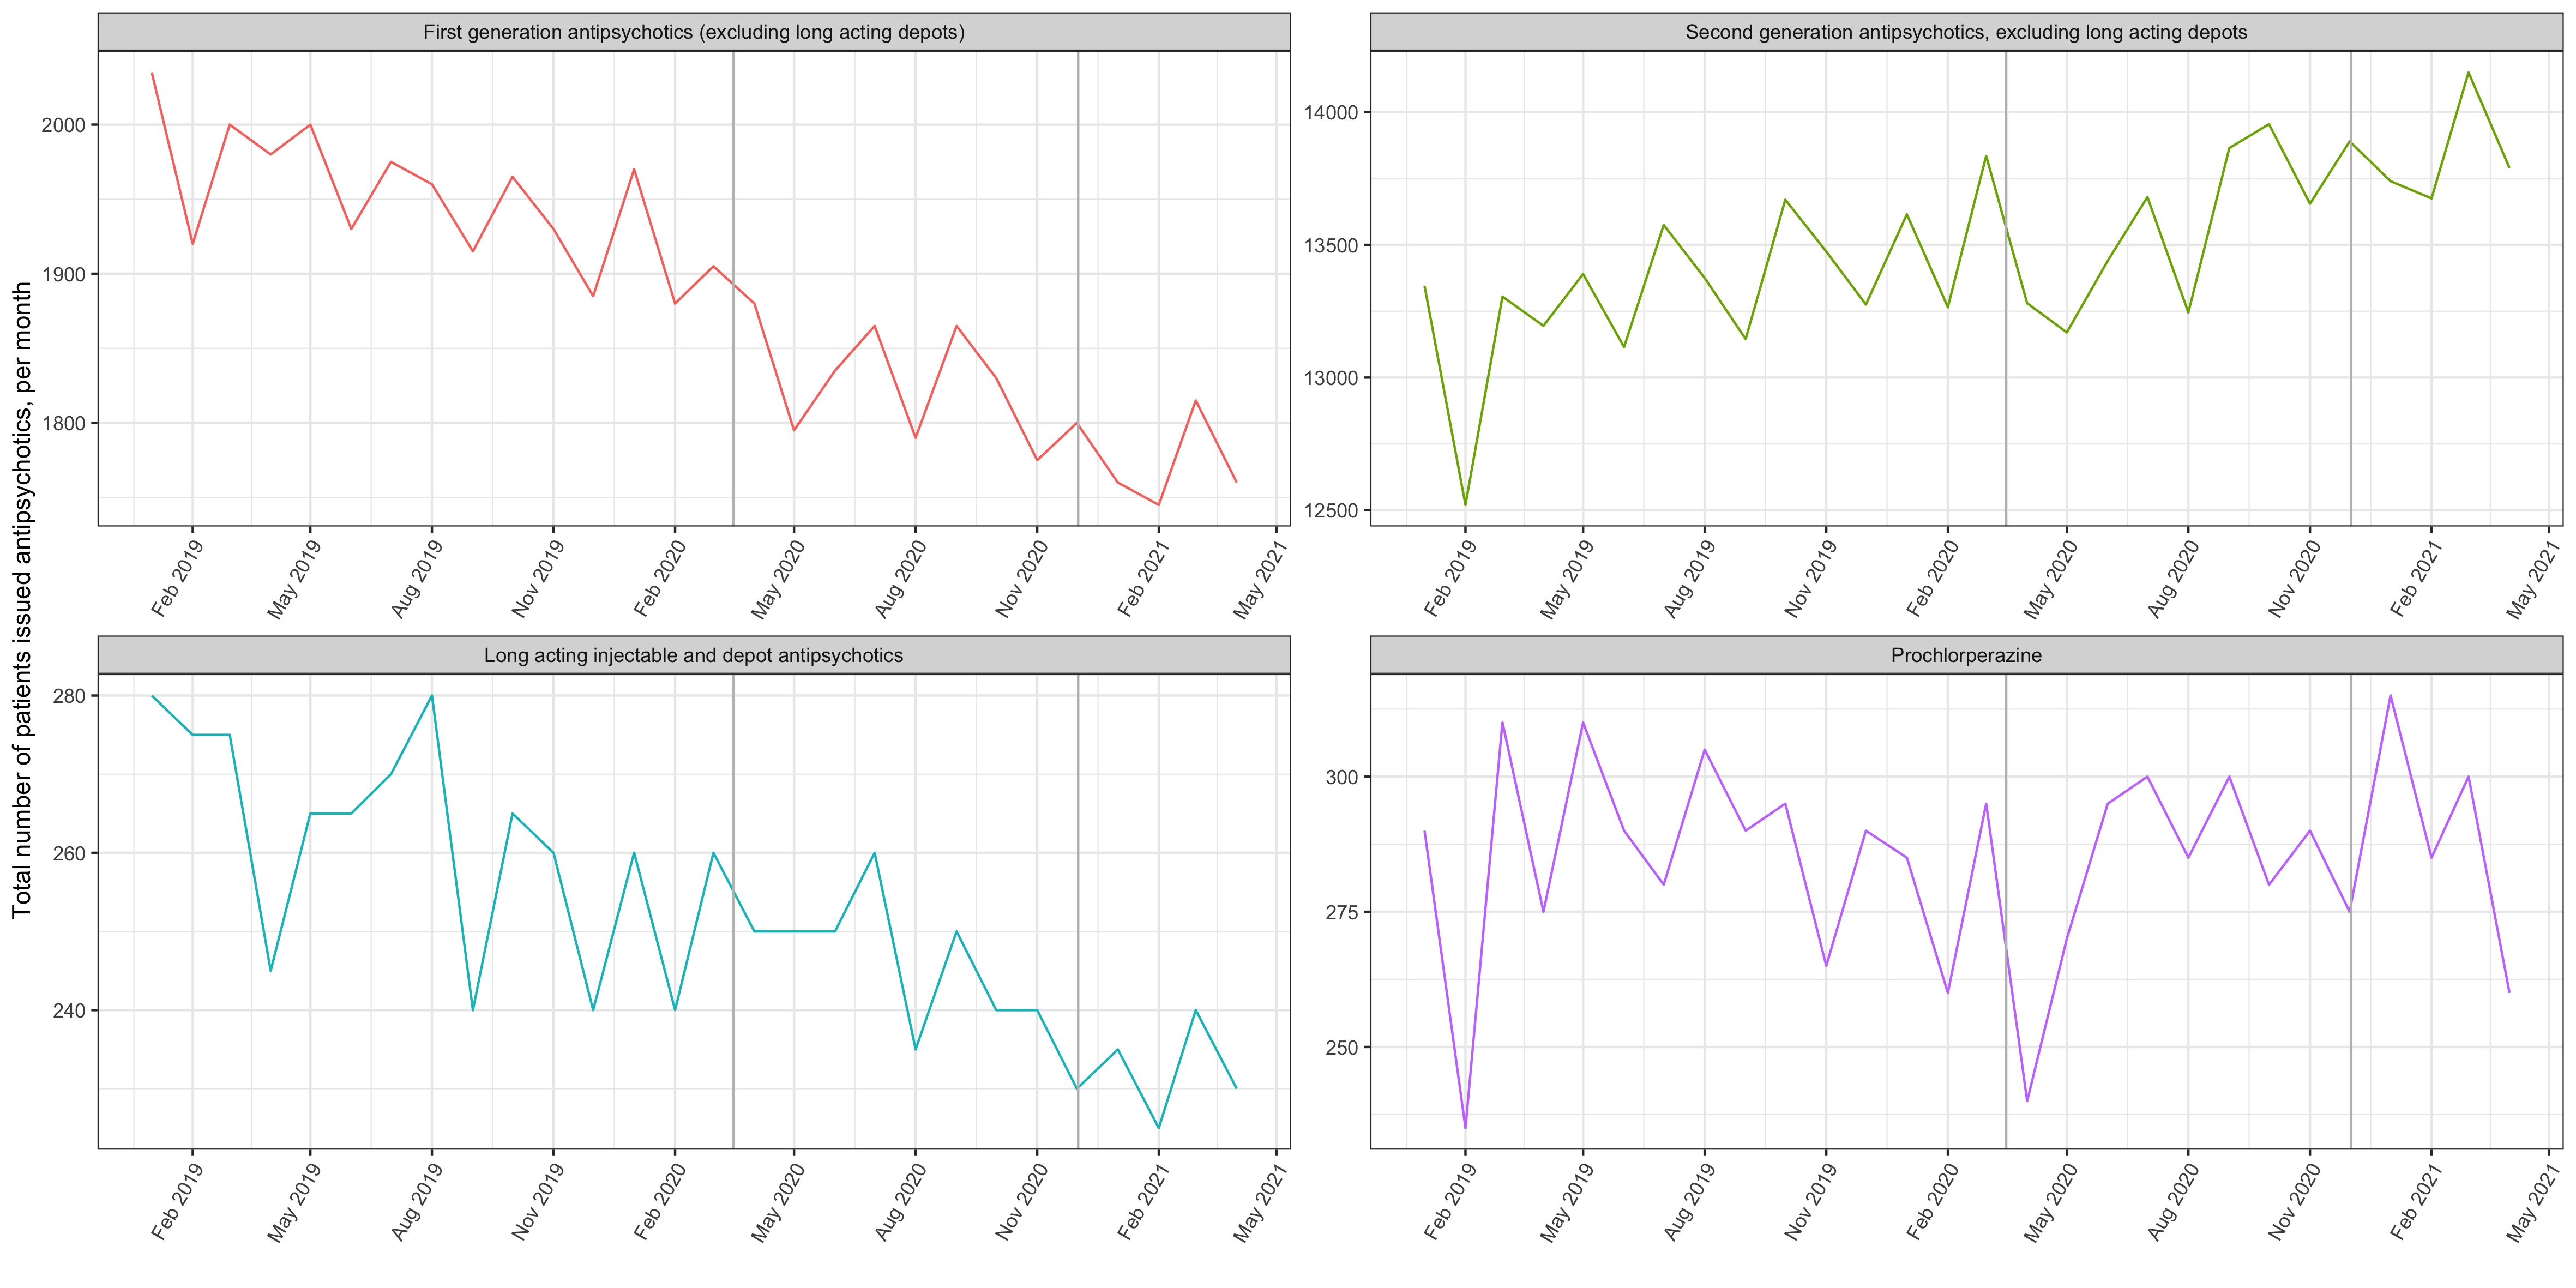 Total number of patients issued antipsychotics, per month
First generation antipsychotics (excluding long acting depots)
2000
1900
1800
Feb 2019
May 2019
Aug 2019
Nov 2019
Feb 2020
May 2020
Aug 2020
Nov 2020
Feb 2021
May 2021
Second generation antipsychotics, excluding long acting depots
14000
13500
13000
12500
Feb 2019
May 2019
Aug 2019
Nov 2019
Feb 2020
May 2020
Aug 2020
Nov 2020
Feb 2021
May 2021
Long acting injectable and depot antipsychotics
280
260
240
Feb 2019
May 2019
Aug 2019
Nov 2019
Feb 2020
May 2020
Aug 2020
Nov 2020
Feb 2021
May 2021
Prochlorperazine
300
275
250
Feb 2019
May 2019
Aug 2019
Nov 2019
Feb 2020
May 2020
Aug 2020
Nov 2020
Feb 2021
May 2021